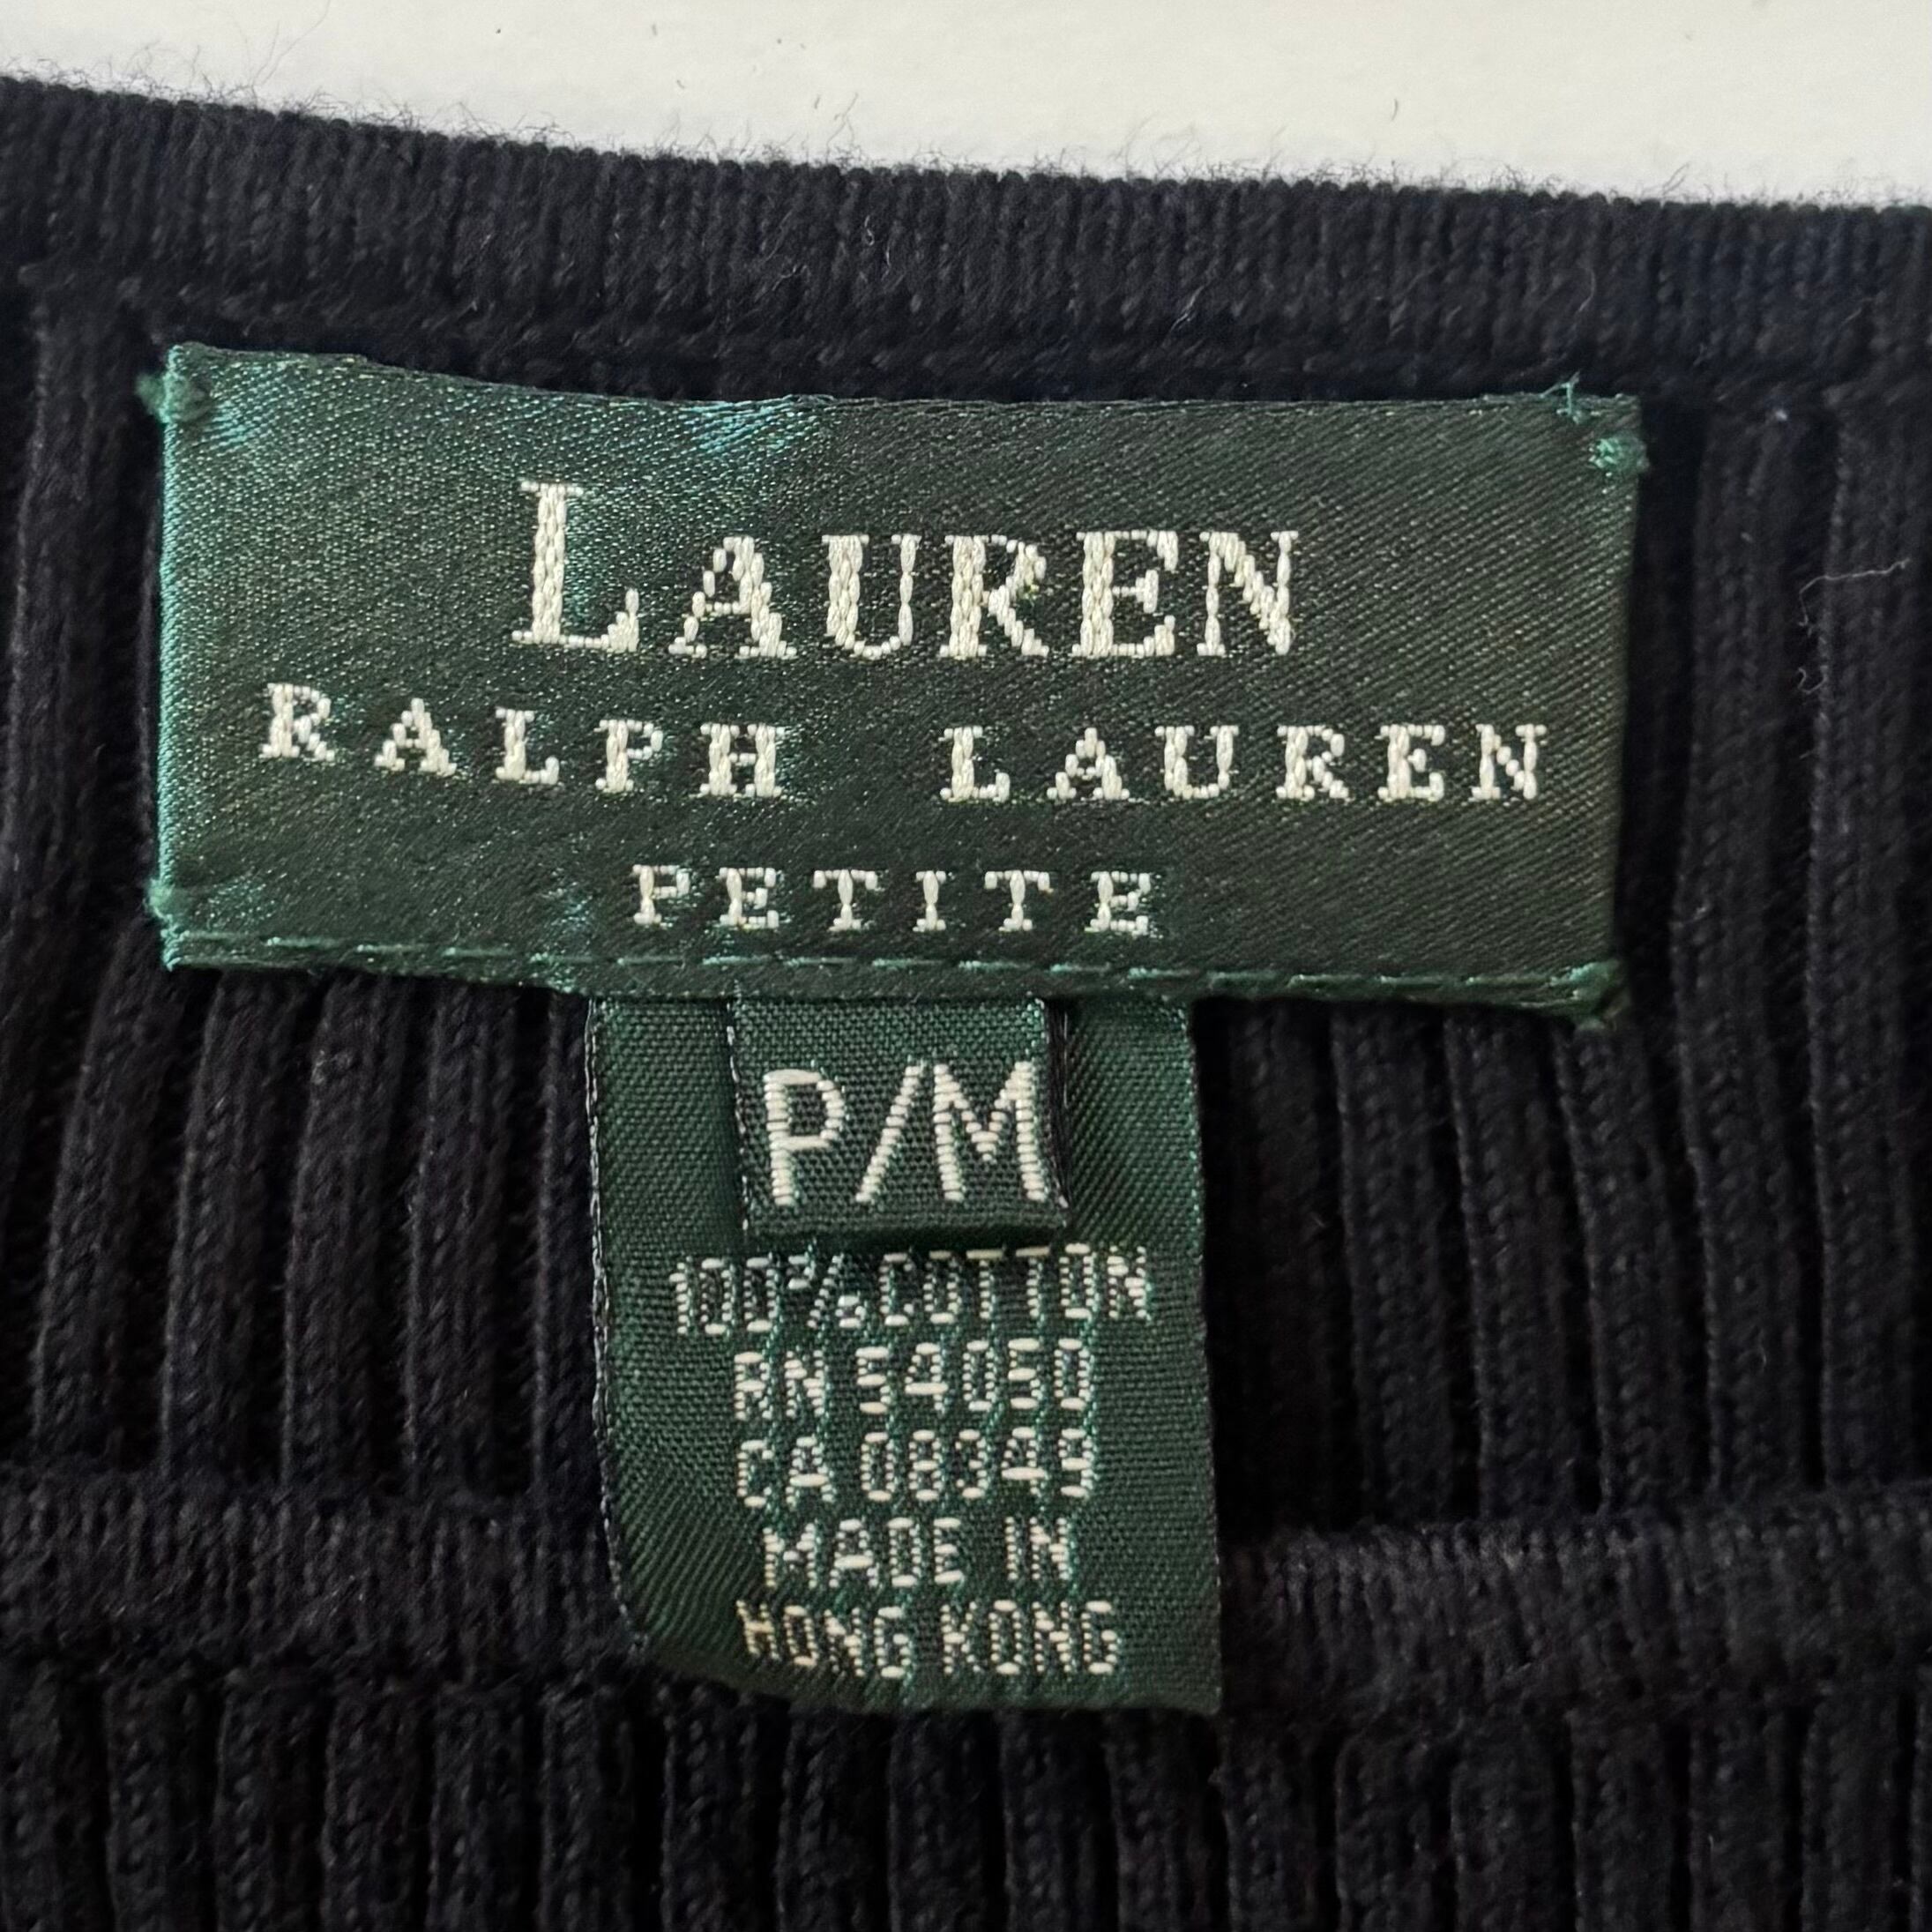 LAUREN
RALPH LAUREN
PETITE
P/M
100% COTTON
RN 54050
CA 08349
MADE IN
HONG KONG